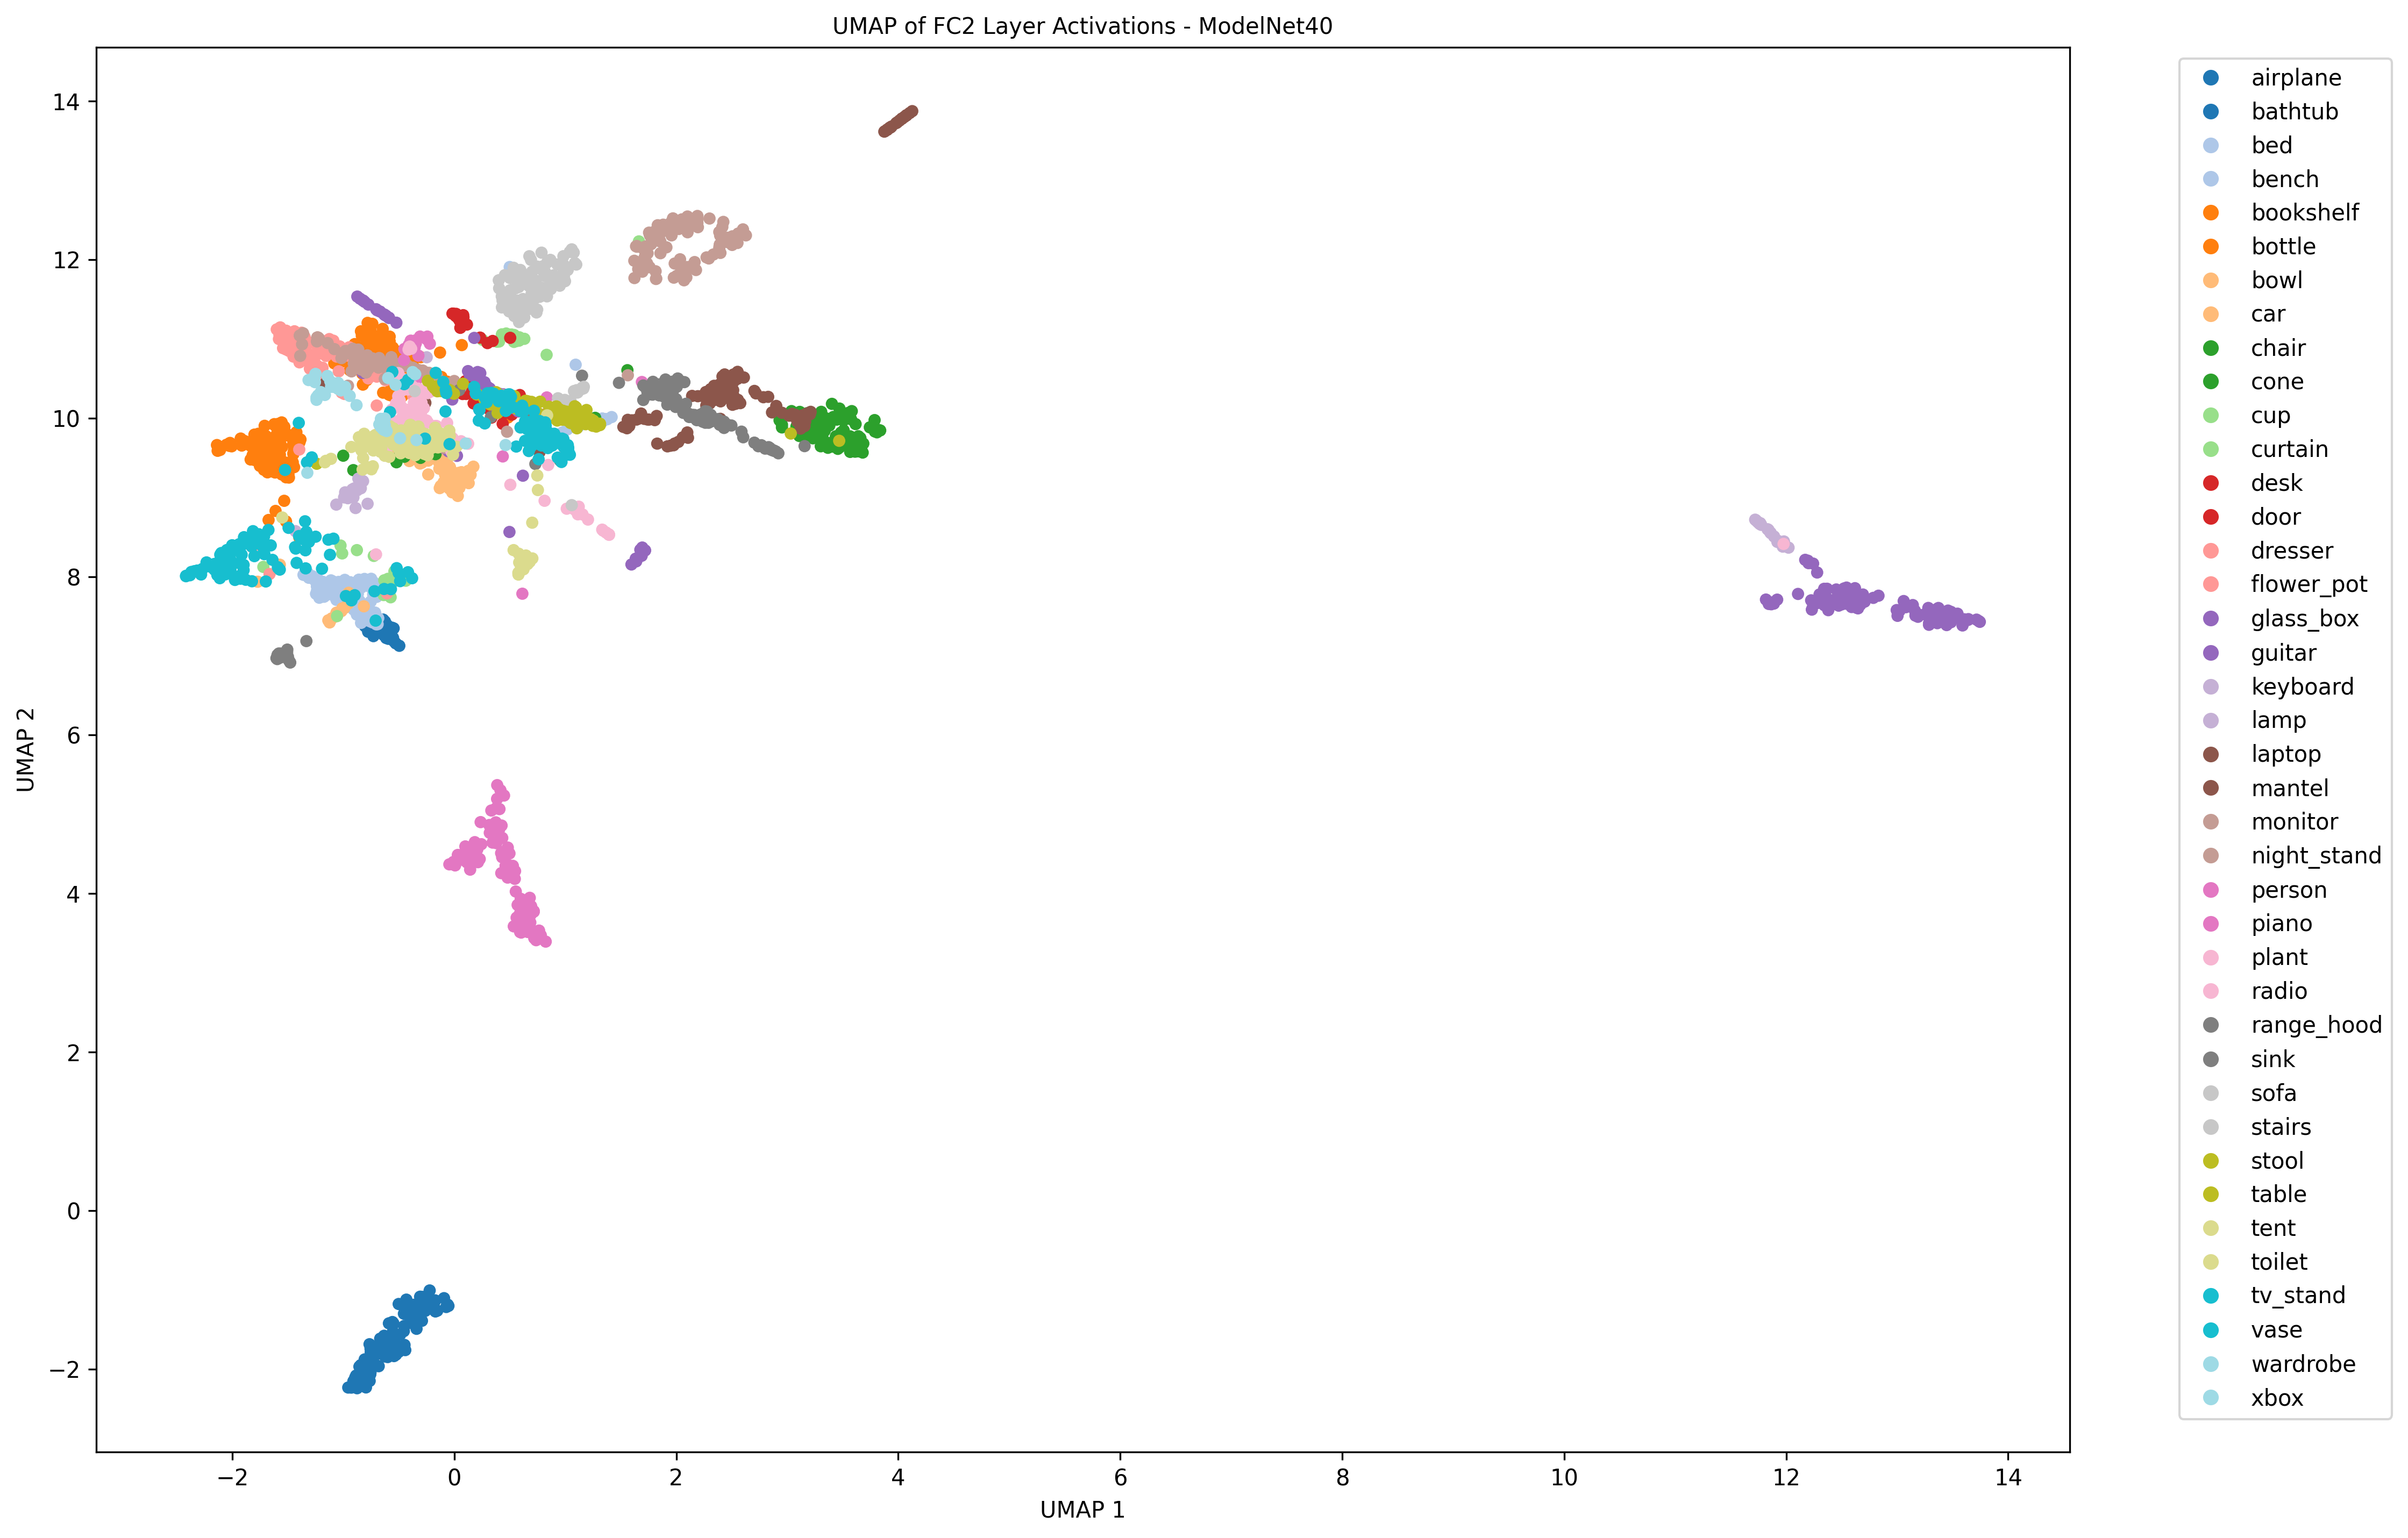 UMAP of FC2 Layer Activations - ModelNet40
14
12
10
8
6
4
2
0
−2
UMAP 2
−2
0
2
4
6
8
10
12
14
UMAP 1
airplane
bathtub
bed
bench
bookshelf
bottle
bowl
car
chair
cone
cup
curtain
desk
door
dresser
flower_pot
glass_box
guitar
keyboard
lamp
laptop
mantel
monitor
night_stand
person
piano
plant
radio
range_hood
sink
sofa
stairs
stool
table
tent
toilet
tv_stand
vase
wardrobe
xbox